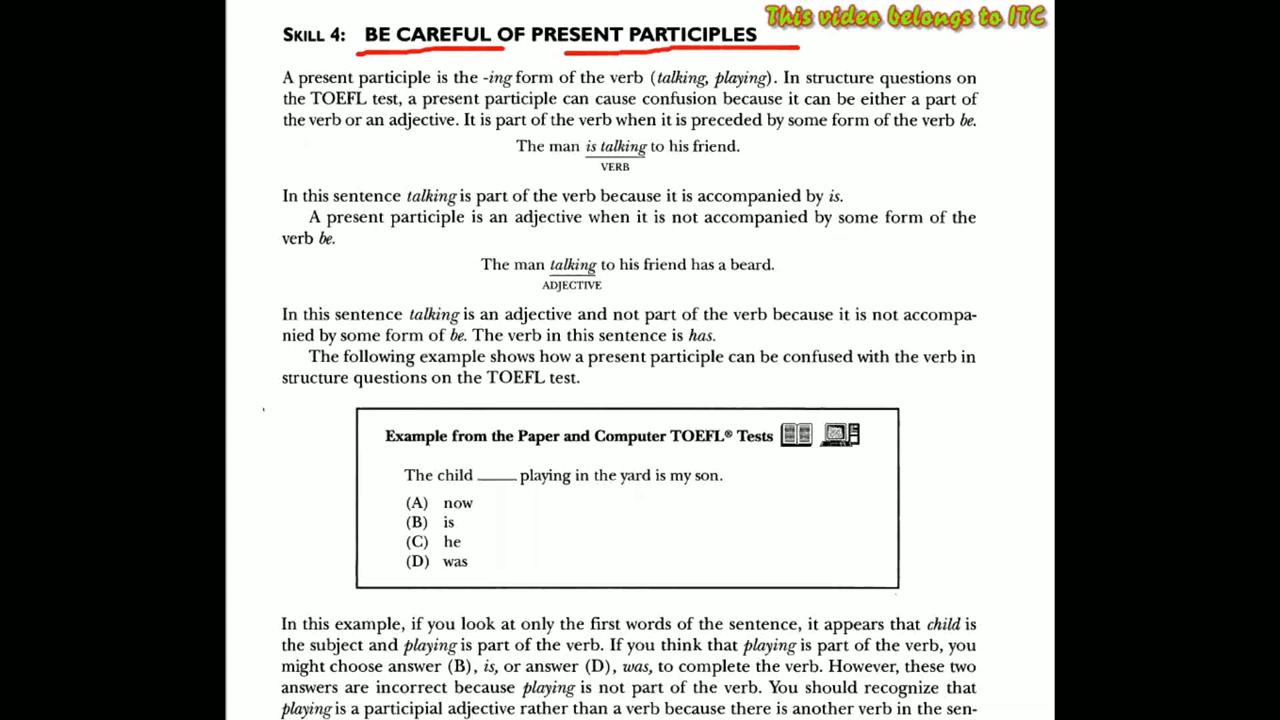 This video belongs to ITC
SKILL 4: BE CAREFUL OF PRESENT PARTICIPLES
A present participle is the -ing form of the verb (talking, playing). In structure questions on
the TOEFL test, a present participle can cause confusion because it can be either a part of
the verb or an adjective. It is part of the verb when it is preceded by some form of the verb be.
The man is talking to his friend.
VERB
In this sentence talking is part of the verb because it is accompanied by is.
A present participle is an adjective when it is not accompanied by some form of the
verb be.
The man talking to his friend has a beard.
ADJECTIVE
In this sentence talking is an adjective and not part of the verb because it is not accompa-
nied by some form of be. The verb in this sentence is has.
The following example shows how a present participle can be confused with the verb in
structure questions on the TOEFL test.
Example from the Paper and Computer TOEFL® Tests
The child ____ playing in the yard is my son.
(A) now
(B) is
(C) he
(D) was
In this example, if you look at only the first words of the sentence, it appears that child is
the subject and playing is part of the verb. If you think that playing is part of the verb, you
might choose answer (B), is, or answer (D), was, to complete the verb. However, these two
answers are incorrect because playing is not part of the verb. You should recognize that
playing is a participial adjective rather than a verb because there is another verb in the sen-